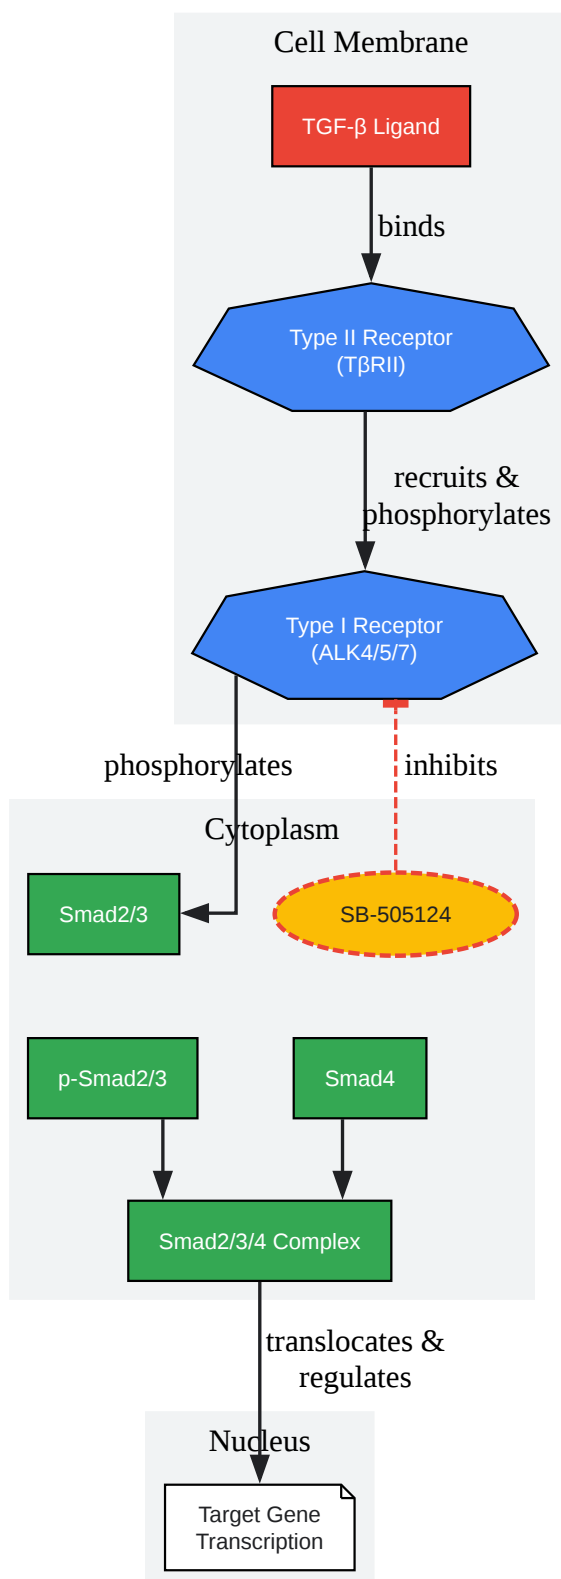 Cell Membrane
TGF-β Ligand
binds
Type II Receptor
(TβRII)
recruits &
phosphorylates
Type I Receptor
(ALK4/5/7)
phosphorylates
inhibits
Cytoplasm
Smad2/3
SB-505124
p-Smad2/3
Smad4
Smad2/3/4 Complex
translocates &
regulates
Nucleus
Target Gene
Transcription